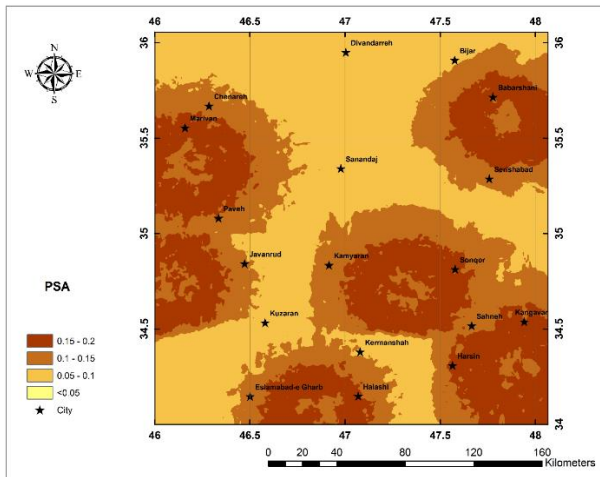 46 46.5 47 47.5 48
N
W E
S
36 36
Divandarreh
Bijar
Babarshani
Chenareh
Marivan
35.5 35.5
Sanandaj
Serishabad
Paveh
35 35
Javanrud
Kamyaran
Sonqor
PSA
Kuzaran
Sahneh
Kangavar
34.5 34.5
0.15 - 0.2
0.1 - 0.15
0.05 - 0.1
<0.05
City
Kermanshah
Harsin
Eslamabad-e Gharb
Halashi
34 34
46 46.5 47 47.5 48
0 10 20 40 80 120 160
Kilometers